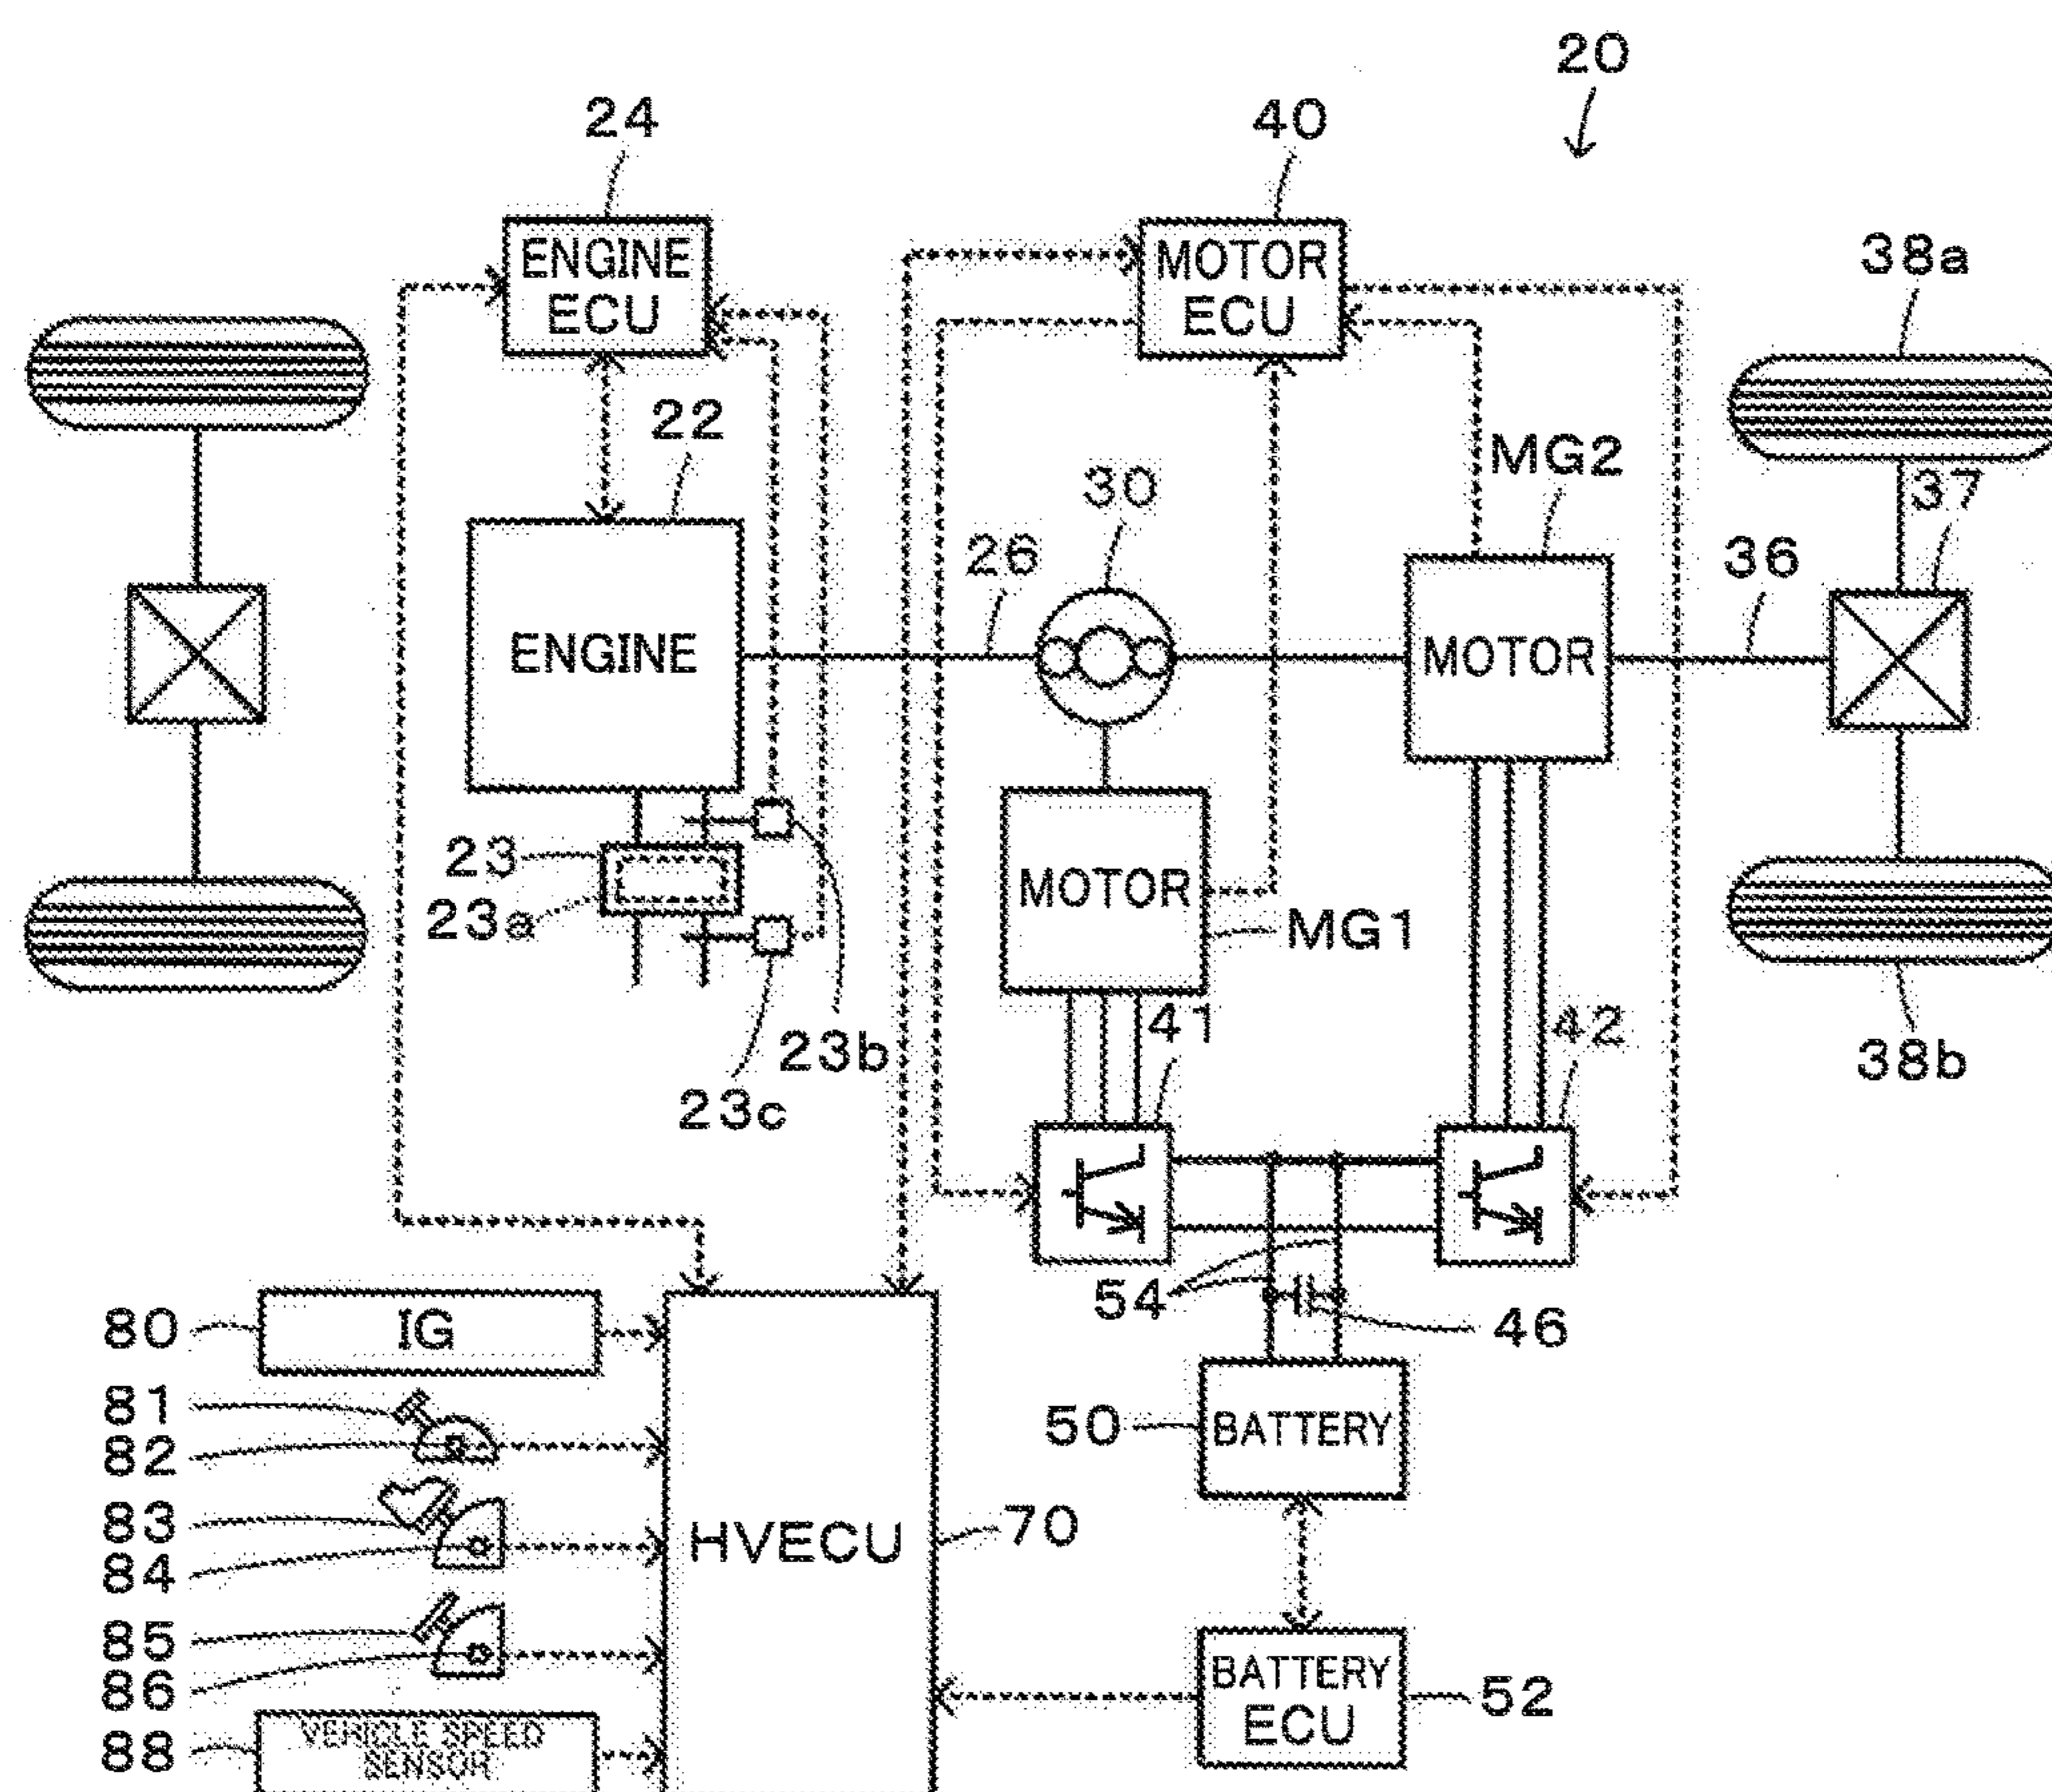 20
24
40
ENGINE
ECU
MOTOR
ECU
38a
22
MG2
30
37
26
36
ENGINE
MOTOR
23
MOTOR
23a
MG1
41
42
23b
38b
23c
54
80
IG
46
81
50
BATTERY
82
83
HVECU
70
84
85
BATTERY
ECU
52
86
VEHICLE SPEED
SENSOR
88